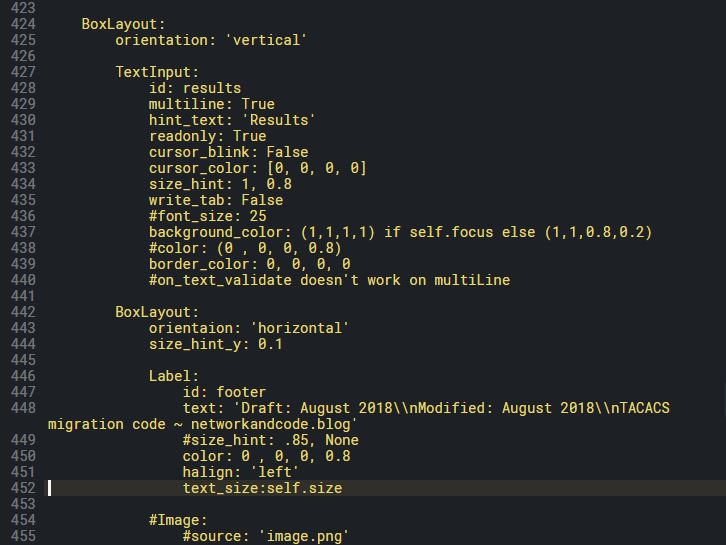 423
424     BoxLayout:
425         orientation: 'vertical'
426
427         TextInput:
428             id: results
429             multiline: True
430             hint_text: 'Results'
431             readonly: True
432             cursor_blink: False
433             cursor_color: [0, 0, 0, 0]
434             size_hint: 1, 0.8
435             write_tab: False
436             #font_size: 25
437             background_color: (1,1,1,1) if self.focus else (1,1,0.8,0.2)
438             #color: (0 , 0, 0, 0.8)
439             border_color: 0, 0, 0, 0
440             #on_text_validate doesn't work on multiLine
441
442         BoxLayout:
443             orientaion: 'horizontal'
444             size_hint_y: 0.1
445
446             Label:
447                 id: footer
448                 text: 'Draft: August 2018\\nModified: August 2018\\nTACACS
migration code ~ networkandcode.blog'
449                 #size_hint: .85, None
450                 color: 0 , 0, 0, 0.8
451                 halign: 'left'
452                 text_size:self.size
453
454             #Image:
455                 #source: 'image.png'